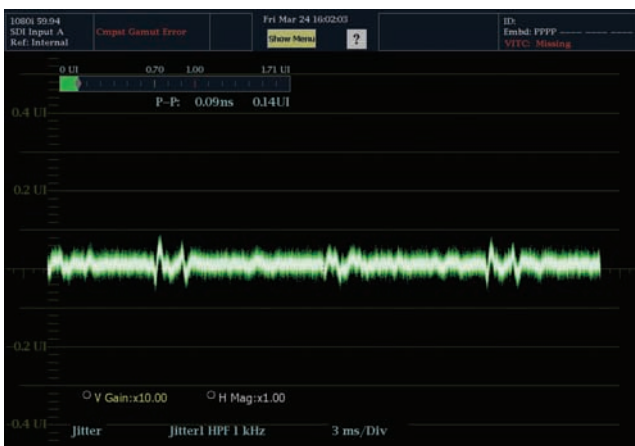 1080i 59.94
SDI Input A
Ref: Internal
Cmpst Gamut Error
Fri Mar 24 16:02:03
Show Menu
?
ID:
Embd: PPPP ---- ---- ----
VITC: Missing
0 UI 0.70 1.00 1.71 UI
P-P: 0.09ns 0.14UI
0.4 UI
0.2 UI
-0.2 UI
V Gain:x10.00 H Mag:x1.00
-0.4 UI
Jitter Jitter1 HPF 1 kHz 3 ms/Div